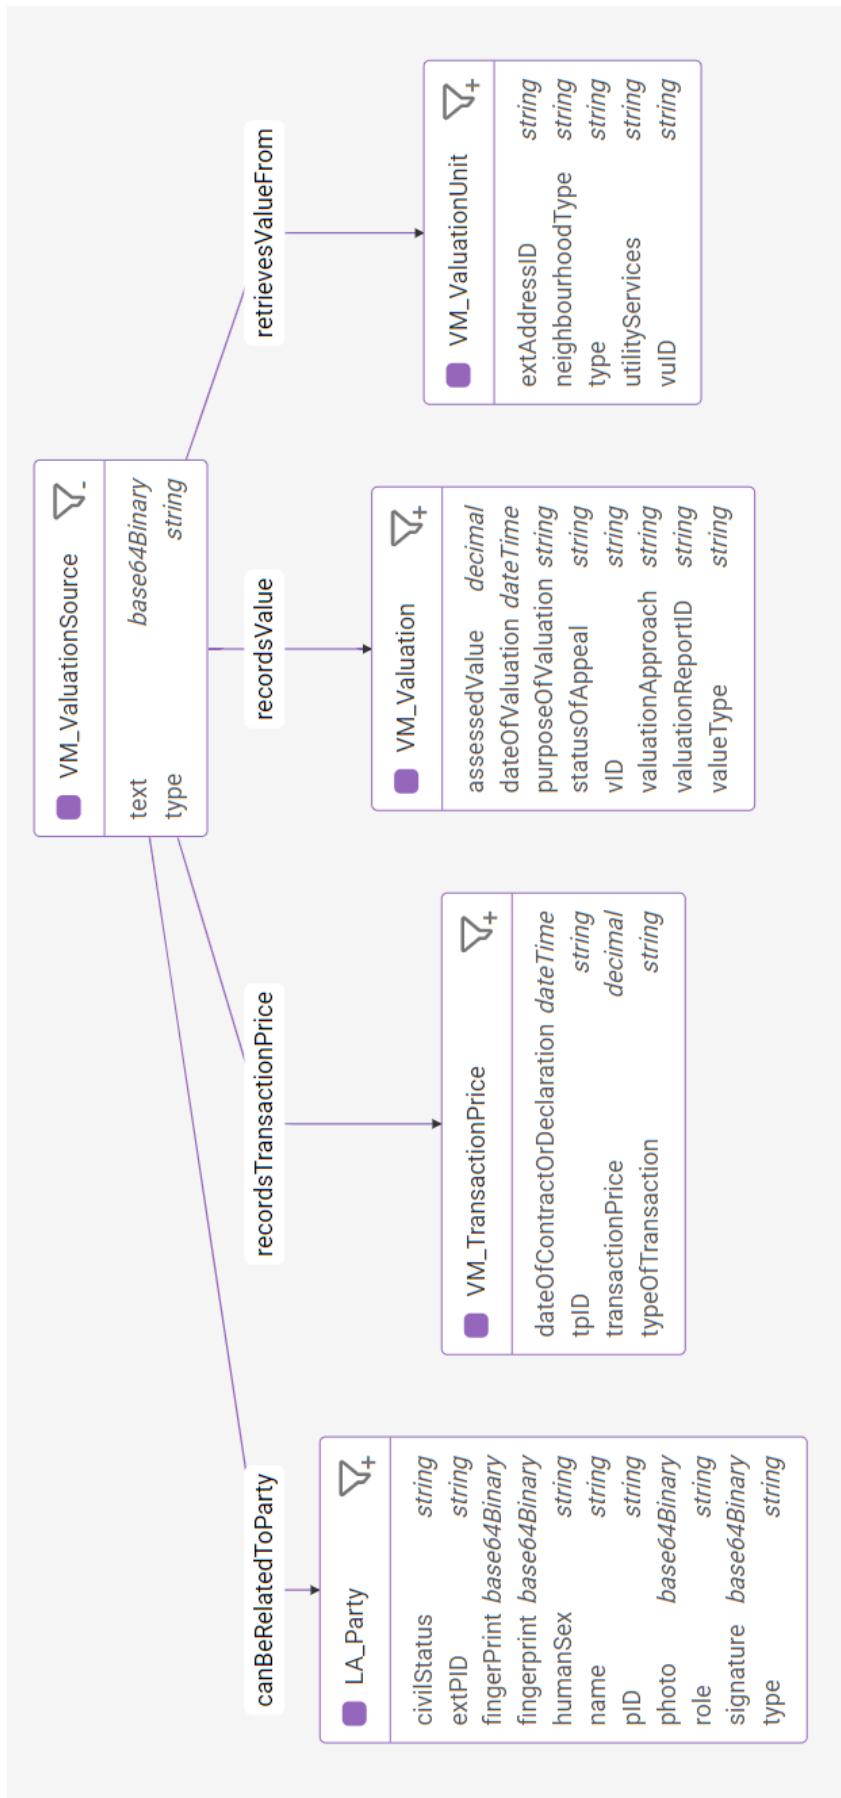 VM_ValuationSource
text base64Binary
type string
canBeRelatedToParty
recordsTransactionPrice
recordsValue
retrievesValueFrom
LA_Party
civilStatus string
extPID string
fingerPrint base64Binary
fingerprint base64Binary
humanSex string
name string
pID string
photo base64Binary
role string
signature base64Binary
type string
VM_TransactionPrice
dateOfContractOrDeclaration dateTime
tpID string
transactionPrice decimal
typeOfTransaction string
VM_Valuation
assessedValue decimal
dateOfValuation dateTime
purposeOfValuation string
statusOfAppeal string
vID string
valuationApproach string
valuationReportID string
valueType string
VM_ValuationUnit
extAddressID string
neighbourhoodType string
type string
utilityServices string
vuID string